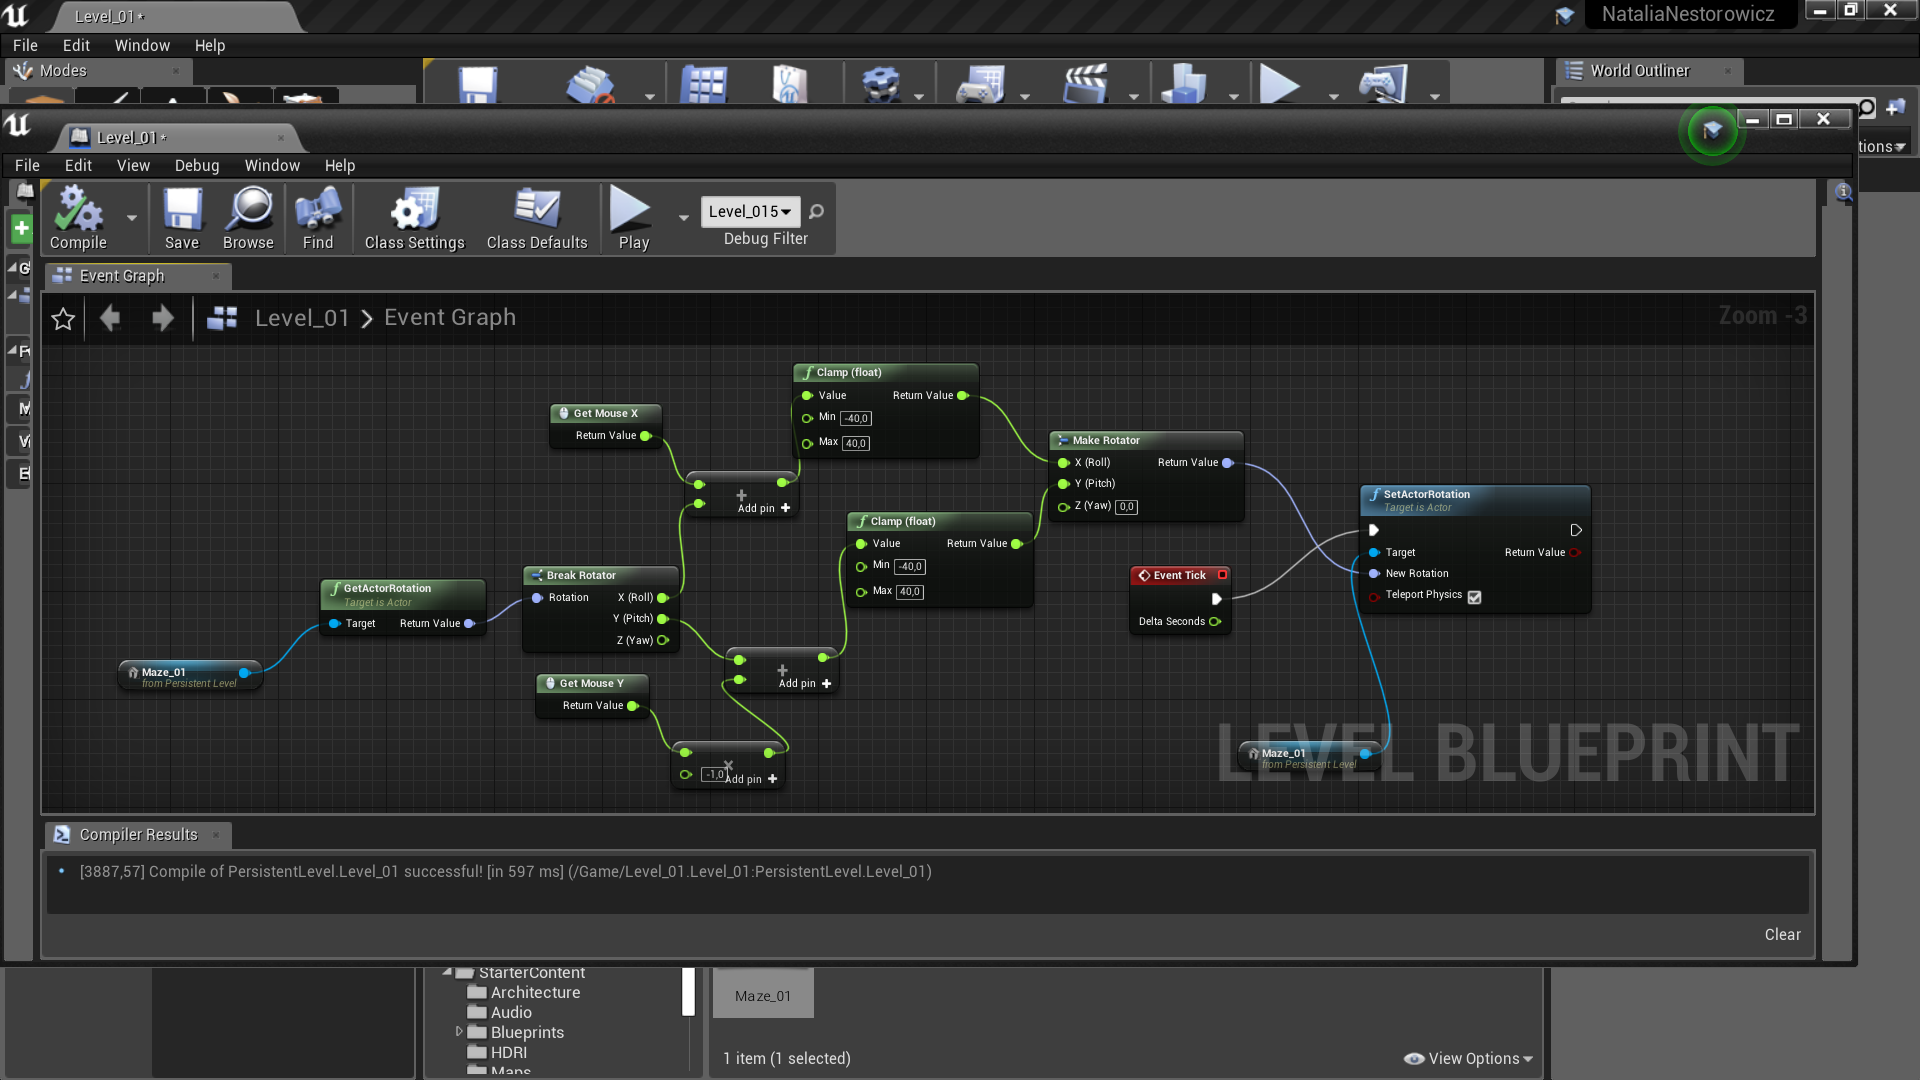 Level_01*
NataliaNestorowicz
File Edit Window Help
Modes
World Outliner
Level_01*
tions
File Edit View Debug Window Help
Compile
Save
Browse
Find
Class Settings
Class Defaults
Play
Level_015
Debug Filter
Event Graph
Level_01 > Event Graph
Zoom -3
Clamp (float)
Value Return Value
Min -40,0
Max 40,0
Get Mouse X
Return Value
Add pin +
Make Rotator
X (Roll) Return Value
Y (Pitch)
Z (Yaw) 0,0
Clamp (float)
Value Return Value
Min -40,0
Max 40,0
SetActorRotation
Target is Actor
Target Return Value
New Rotation
Teleport Physics
Event Tick
Delta Seconds
GetActorRotation
Target is Actor
Target Return Value
Break Rotator
Rotation X (Roll)
Y (Pitch)
Z (Yaw)
Maze_01
from Persistent Level
Get Mouse Y
Return Value
Add pin +
-1,0
Add pin +
Maze_01
from Persistent Level
LEVEL BLUEPRINT
Compiler Results
[3887,57] Compile of PersistentLevel.Level_01 successful! [in 597 ms] (/Game/Level_01.Level_01:PersistentLevel.Level_01)
Clear
StarterContent
Architecture
Audio
Blueprints
HDRI
Maps
Maze_01
1 item (1 selected)
View Options